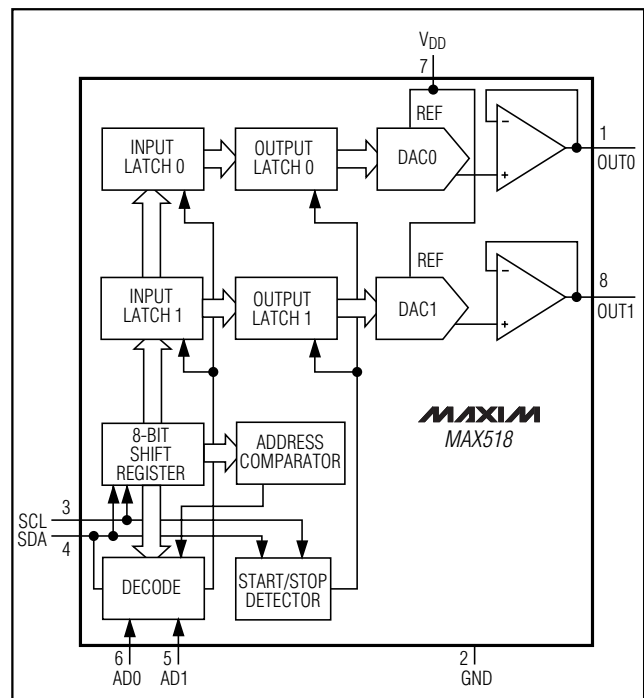 VDD
7
REF
INPUT
LATCH 0
OUTPUT
LATCH 0
DAC0
−
+
1
OUT0
REF
INPUT
LATCH 1
OUTPUT
LATCH 1
DAC1
−
+
8
OUT1
MAXIM
MAX518
8-BIT
SHIFT
REGISTER
ADDRESS
COMPARATOR
3
SCL
SDA
4
DECODE
START/STOP
DETECTOR
6
AD0
5
AD1
2
GND